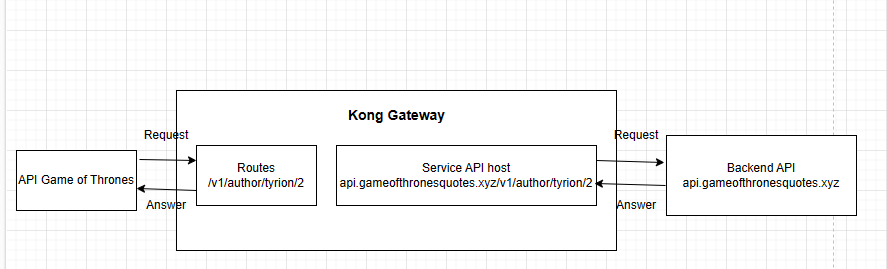 Kong Gateway
Request
Request
API Game of Thrones
Routes
/v1/author/tyrion/2
Service API host
api.gameofthronesquotes.xyz/v1/author/tyrion/2
Backend API
api.gameofthronesquotes.xyz
Answer
Answer